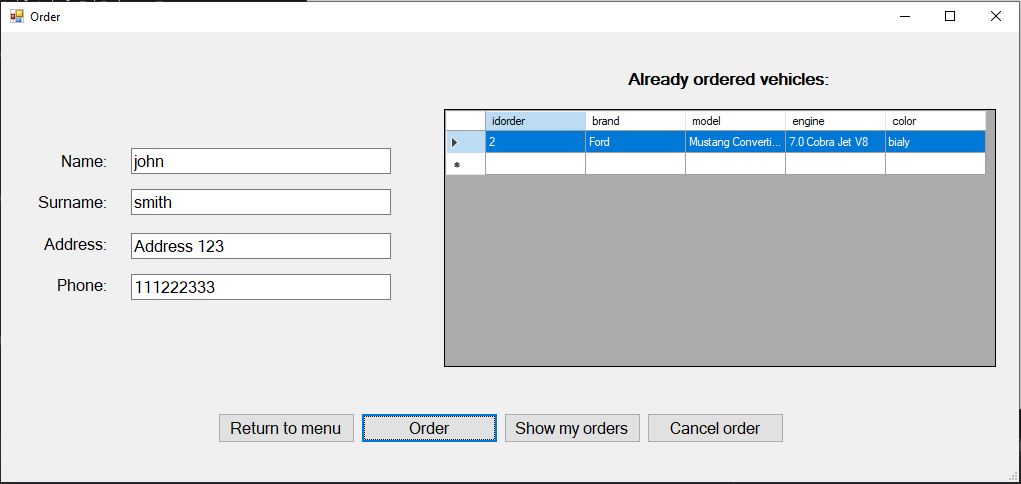 Order
Already ordered vehicles:
idorder brand model engine color
2 Ford Mustang Converti... 7.0 Cobra Jet V8 bialy
Name: john
Surname: smith
Address: Address 123
Phone: 111222333
Return to menu Order Show my orders Cancel order